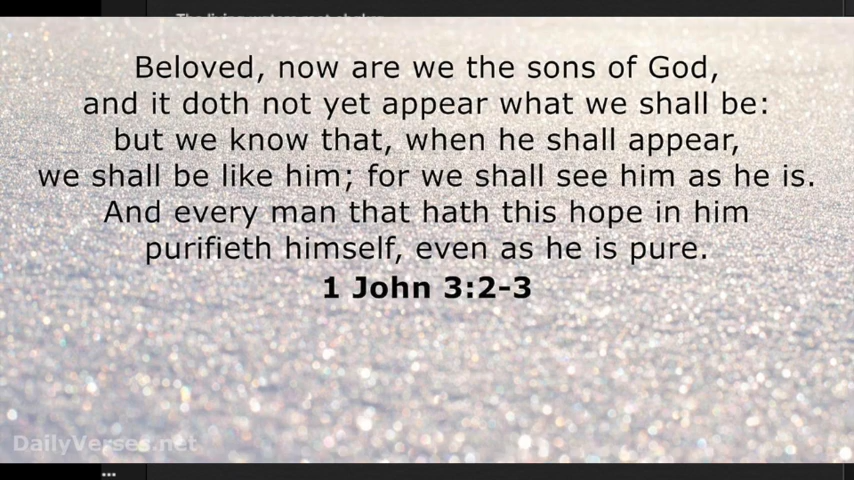 Beloved, now are we the sons of God,
and it doth not yet appear what we shall be:
but we know that, when he shall appear,
we shall be like him; for we shall see him as he is.
And every man that hath this hope in him
purifieth himself, even as he is pure.
1 John 3:2-3
DailyVerses.net
...